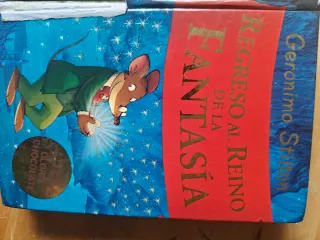 Geronimo Stilton
REGRESO AL REINO
DE LA
FANTASÍA